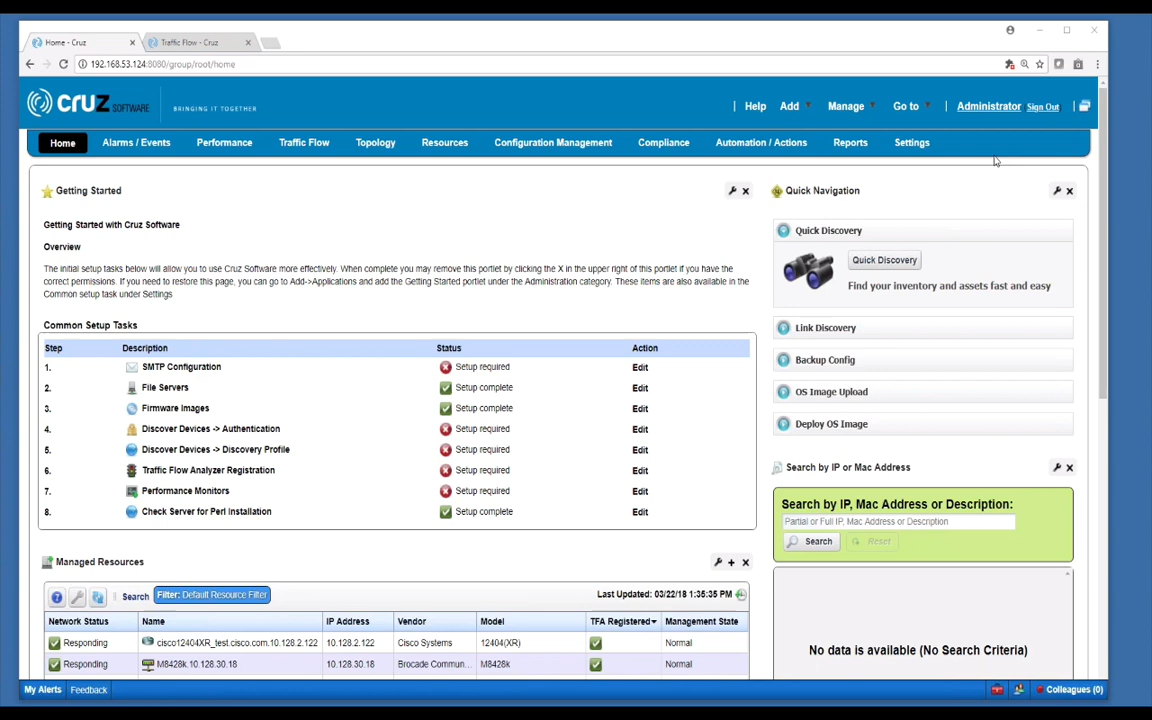 Home - Cruz
Traffic Flow - Cruz
192.168.53.124:8080/group/root/home
CRUZ SOFTWARE
BRINGING IT TOGETHER
Help Add Manage Go to Administrator Sign Out
Home Alarms / Events Performance Traffic Flow Topology Resources Configuration Management Compliance Automation / Actions Reports Settings
Getting Started
Getting Started with Cruz Software
Overview
The initial setup tasks below will allow you to use Cruz Software more effectively. When complete you may remove this portlet by clicking the X in the upper right of this portlet if you have the
correct permissions. If you need to restore this page, you can go to Add->Applications and add the Getting Started portlet under the Administration category. These items are also available in the
Common setup task under Settings
Common Setup Tasks
Step Description Status Action
1. SMTP Configuration Setup required Edit
2. File Servers Setup complete Edit
3. Firmware Images Setup complete Edit
4. Discover Devices -> Authentication Setup required Edit
5. Discover Devices -> Discovery Profile Setup required Edit
6. Traffic Flow Analyzer Registration Setup required Edit
7. Performance Monitors Setup required Edit
8. Check Server for Perl Installation Setup complete Edit
Managed Resources
Search Filter: Default Resource Filter Last Updated: 03/22/18 1:35:35 PM
Network Status Name IP Address Vendor Model TFA Registered Management State
Responding cisco12404XR_test.cisco.com.10.128.2.122 10.128.2.122 Cisco Systems 12404(XR) Normal
Responding M8428k.10.128.30.18 10.128.30.18 Brocade Commun... M8428k Normal
Quick Navigation
Quick Discovery
Quick Discovery
Find your inventory and assets fast and easy
Link Discovery
Backup Config
OS Image Upload
Deploy OS Image
Search by IP or Mac Address
Search by IP, Mac Address or Description:
Partial or Full IP, Mac Address or Description
Search Reset
No data is available (No Search Criteria)
My Alerts Feedback Colleagues (0)